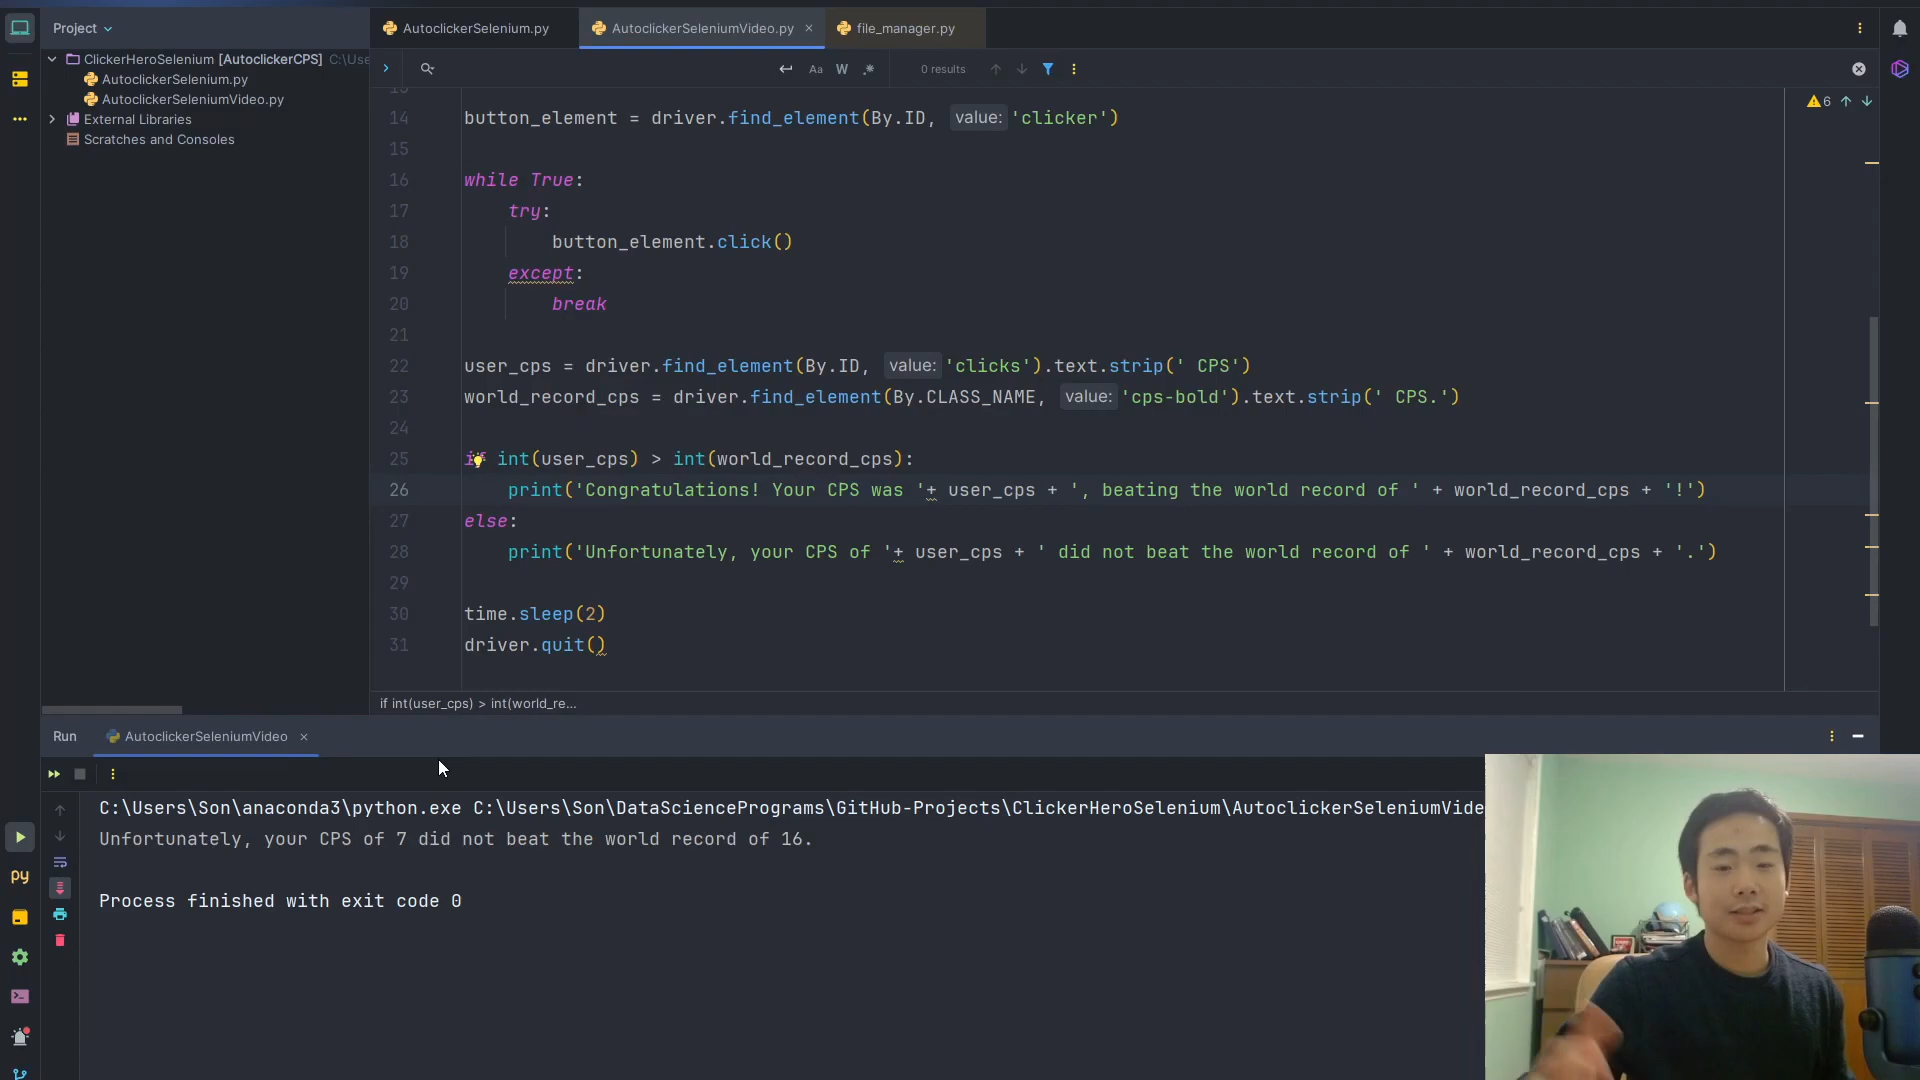 Project
AutoclickerSelenium.py
AutoclickerSeleniumVideo.py
file_manager.py
ClickerHeroSelenium [AutoclickerCPS] C:\Use
AutoclickerSelenium.py
AutoclickerSeleniumVideo.py
External Libraries
Scratches and Consoles
Aa W .* 0 results
6
13
14 button_element = driver.find_element(By.ID, value: 'clicker')
15
16 while True:
17 try:
18 button_element.click()
19 except:
20 break
21
22 user_cps = driver.find_element(By.ID, value: 'clicks').text.strip(' CPS')
23 world_record_cps = driver.find_element(By.CLASS_NAME, value: 'cps-bold').text.strip(' CPS.')
24
25 if int(user_cps) > int(world_record_cps):
26 print('Congratulations! Your CPS was '+ user_cps + ', beating the world record of ' + world_record_cps + '!')
27 else:
28 print('Unfortunately, your CPS of '+ user_cps + ' did not beat the world record of ' + world_record_cps + '.')
29
30 time.sleep(2)
31 driver.quit()
if int(user_cps) > int(world_re...
Run AutoclickerSeleniumVideo
C:\Users\Son\anaconda3\python.exe C:\Users\Son\DataSciencePrograms\GitHub-Projects\ClickerHeroSelenium\AutoclickerSeleniumVide
Unfortunately, your CPS of 7 did not beat the world record of 16.
Process finished with exit code 0
py